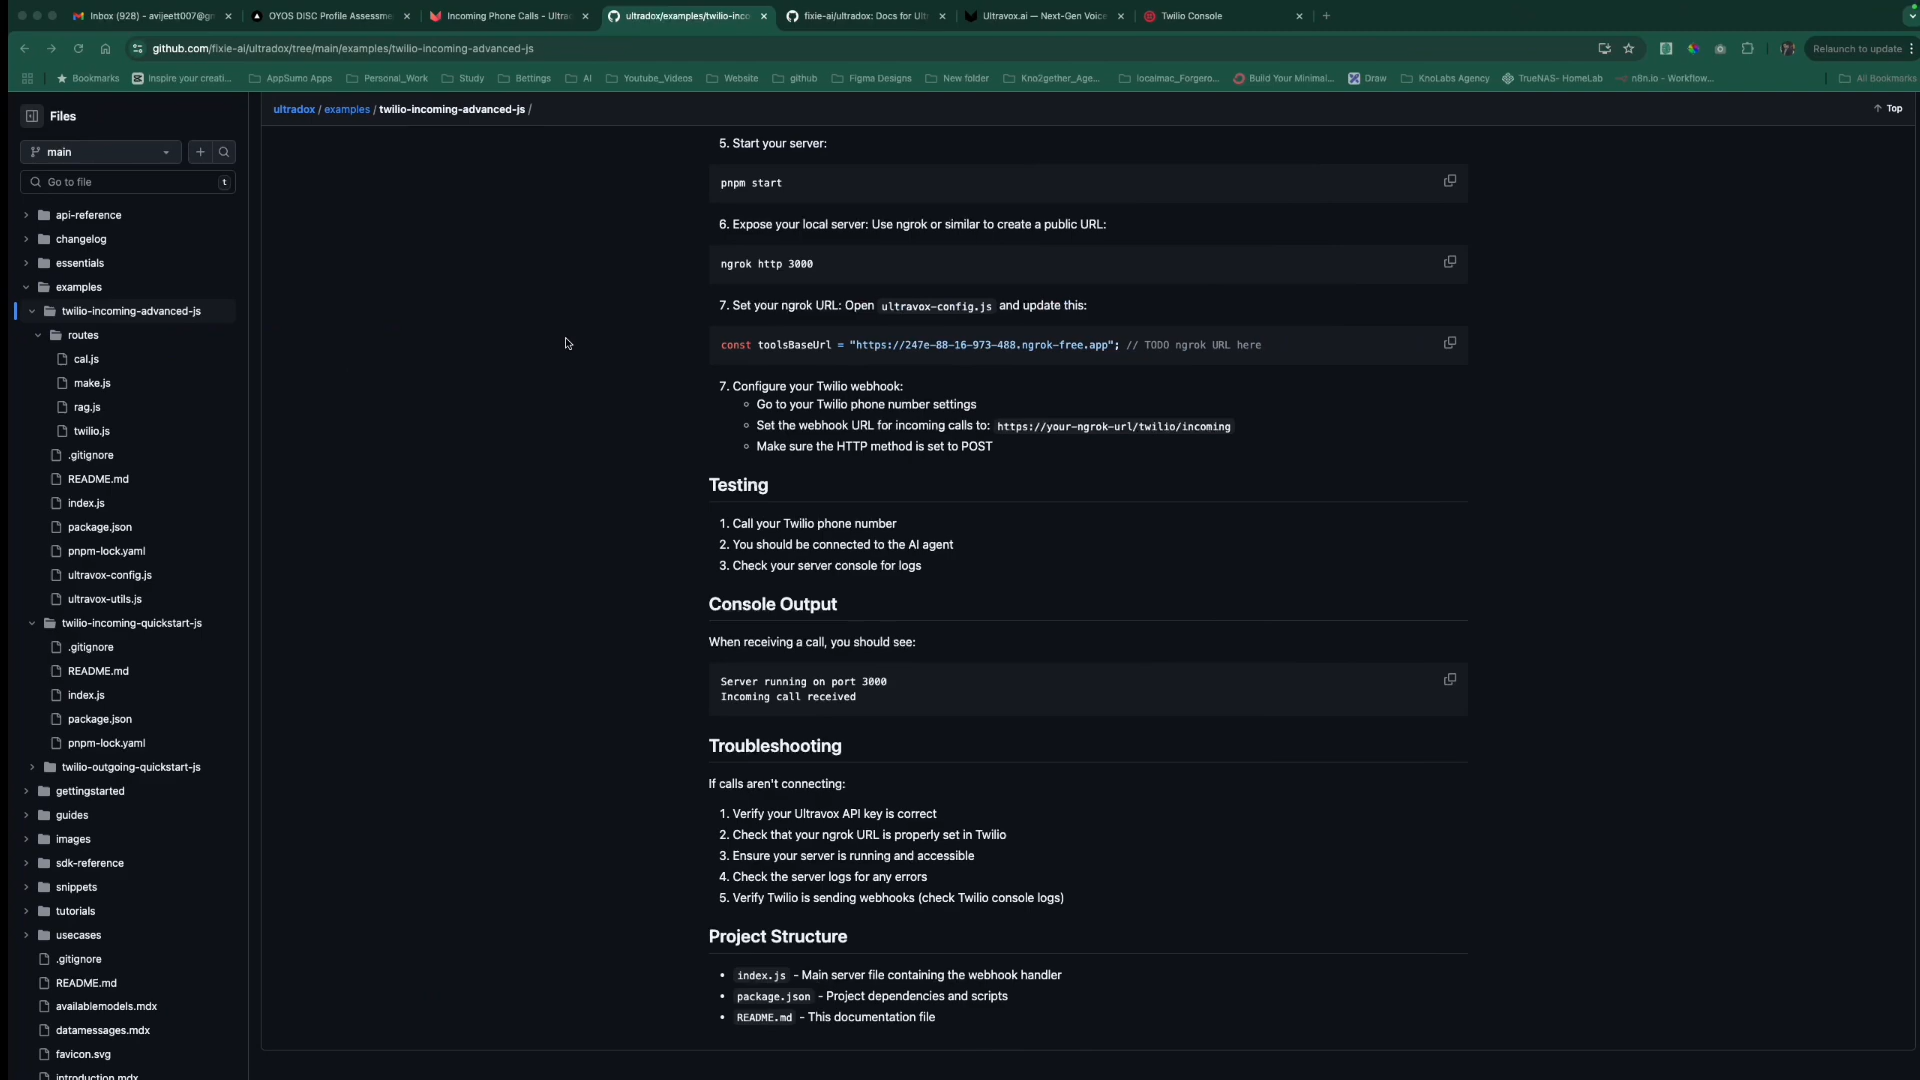 Inbox (928) - avijeett007@gm
OYOS DISC Profile Assessme
Incoming Phone Calls - Ultra
ultradox/examples/twilio-inco
fixie-ai/ultradox: Docs for Ult
Ultravox.ai — Next-Gen Voice
Twilio Console
github.com/fixie-ai/ultradox/tree/main/examples/twilio-incoming-advanced-js
Relaunch to update
Bookmarks
Inspire your creati...
AppSumo Apps
Personal_Work
Study
Bettings
AI
Youtube_Videos
Website
github
Figma Designs
New folder
Kno2gether_Age...
localmac_Forgero...
Build Your Minimal...
Draw
KnoLabs Agency
TrueNAS- HomeLab
n8n.io - Workflow...
All Bookmarks
Files
main
Go to file
t
api-reference
changelog
essentials
examples
twilio-incoming-advanced-js
routes
cal.js
make.js
rag.js
twilio.js
.gitignore
README.md
index.js
package.json
pnpm-lock.yaml
ultravox-config.js
ultravox-utils.js
twilio-incoming-quickstart-js
.gitignore
README.md
index.js
package.json
pnpm-lock.yaml
twilio-outgoing-quickstart-js
gettingstarted
guides
images
sdk-reference
snippets
tutorials
usecases
.gitignore
README.md
availablemodels.mdx
datamessages.mdx
favicon.svg
introduction.mdx
ultradox / examples / twilio-incoming-advanced-js /
Top
5. Start your server:
pnpm start
6. Expose your local server: Use ngrok or similar to create a public URL:
ngrok http 3000
7. Set your ngrok URL: Open ultravox-config.js and update this:
const toolsBaseUrl = "https://247e-88-16-973-488.ngrok-free.app"; // TODO ngrok URL here
7. Configure your Twilio webhook:
Go to your Twilio phone number settings
Set the webhook URL for incoming calls to: https://your-ngrok-url/twilio/incoming
Make sure the HTTP method is set to POST
Testing
1. Call your Twilio phone number
2. You should be connected to the AI agent
3. Check your server console for logs
Console Output
When receiving a call, you should see:
Server running on port 3000
Incoming call received
Troubleshooting
If calls aren't connecting:
1. Verify your Ultravox API key is correct
2. Check that your ngrok URL is properly set in Twilio
3. Ensure your server is running and accessible
4. Check the server logs for any errors
5. Verify Twilio is sending webhooks (check Twilio console logs)
Project Structure
index.js - Main server file containing the webhook handler
package.json - Project dependencies and scripts
README.md - This documentation file